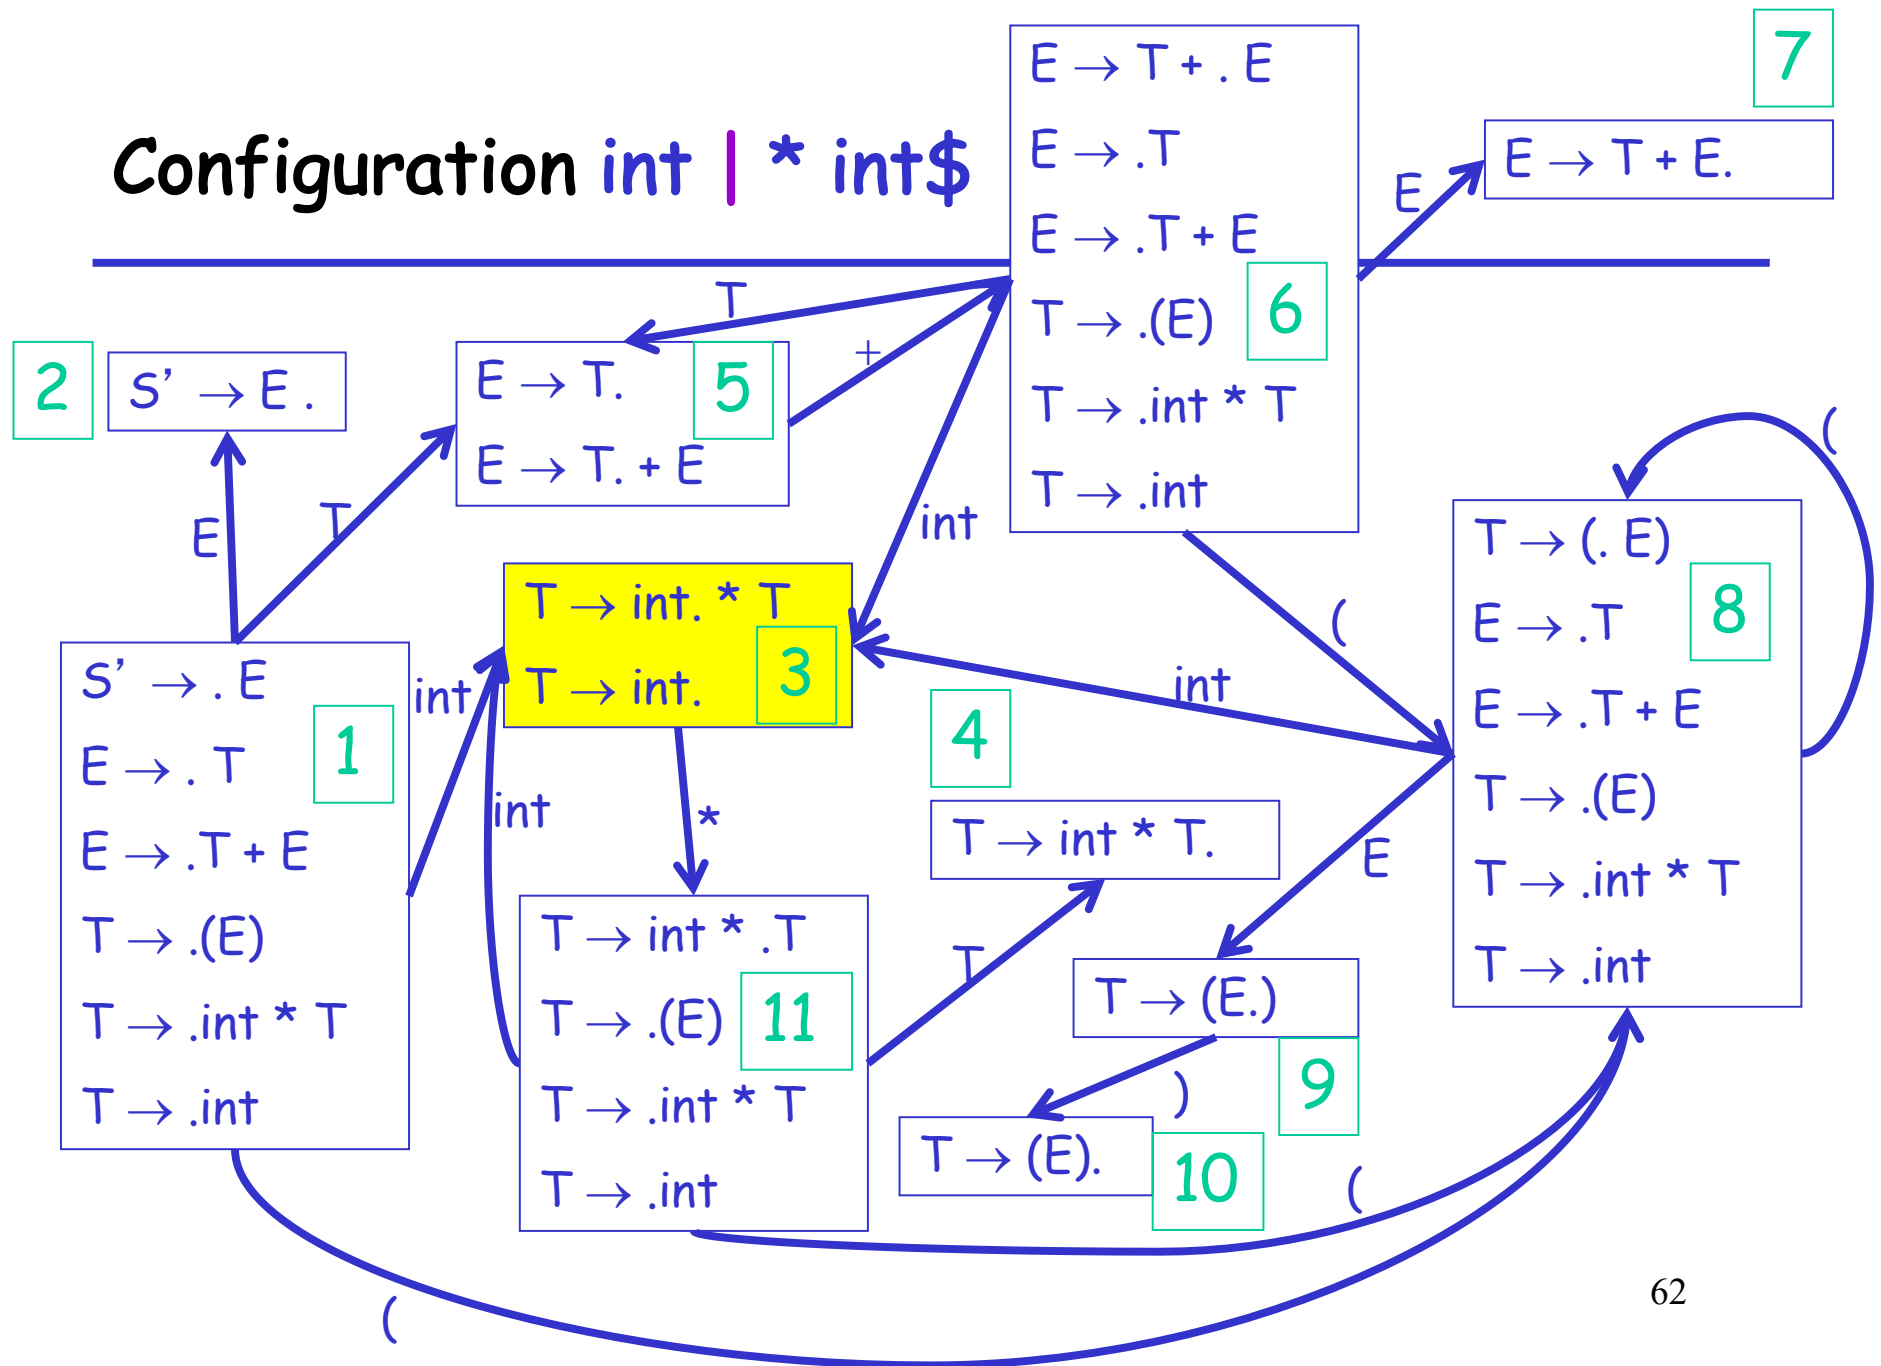 Configuration int | * int$
E → T + . E
E → .T
E → .T + E
T → .(E)
T → .int * T
T → .int
6
7
E → T + E.
E
T
+
2
S' → E .
E → T.
E → T. + E
5
E
T
int
(
(
T → int. * T
T → int.
3
int
int
4
T → (. E)
E → .T
E → .T + E
T → .(E)
T → .int * T
T → .int
8
S' → . E
E → . T
E → .T + E
T → .(E)
T → .int * T
T → .int
1
int
*
T → int * T.
E
T → int * .T
T → .(E)
T → .int * T
T → .int
11
T
T → (E.)
9
)
T → (E).
10
(
(
62